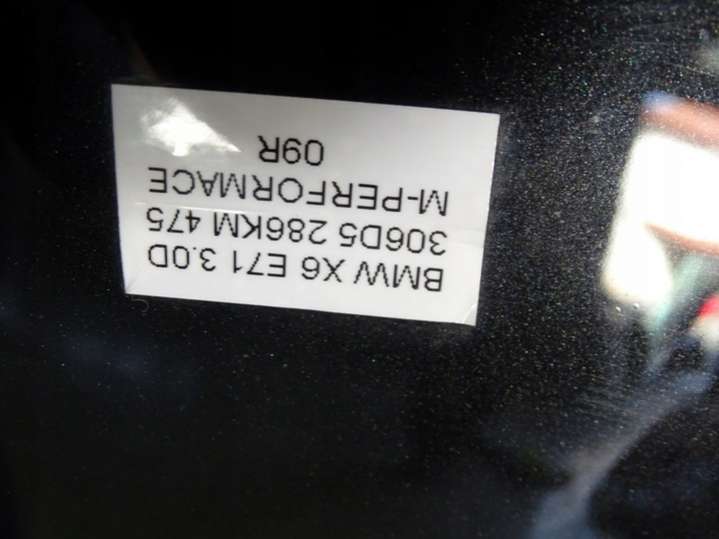 BMW X6 E71 3.0D
306D5 286KM 475
M-PERFORMACE
09R